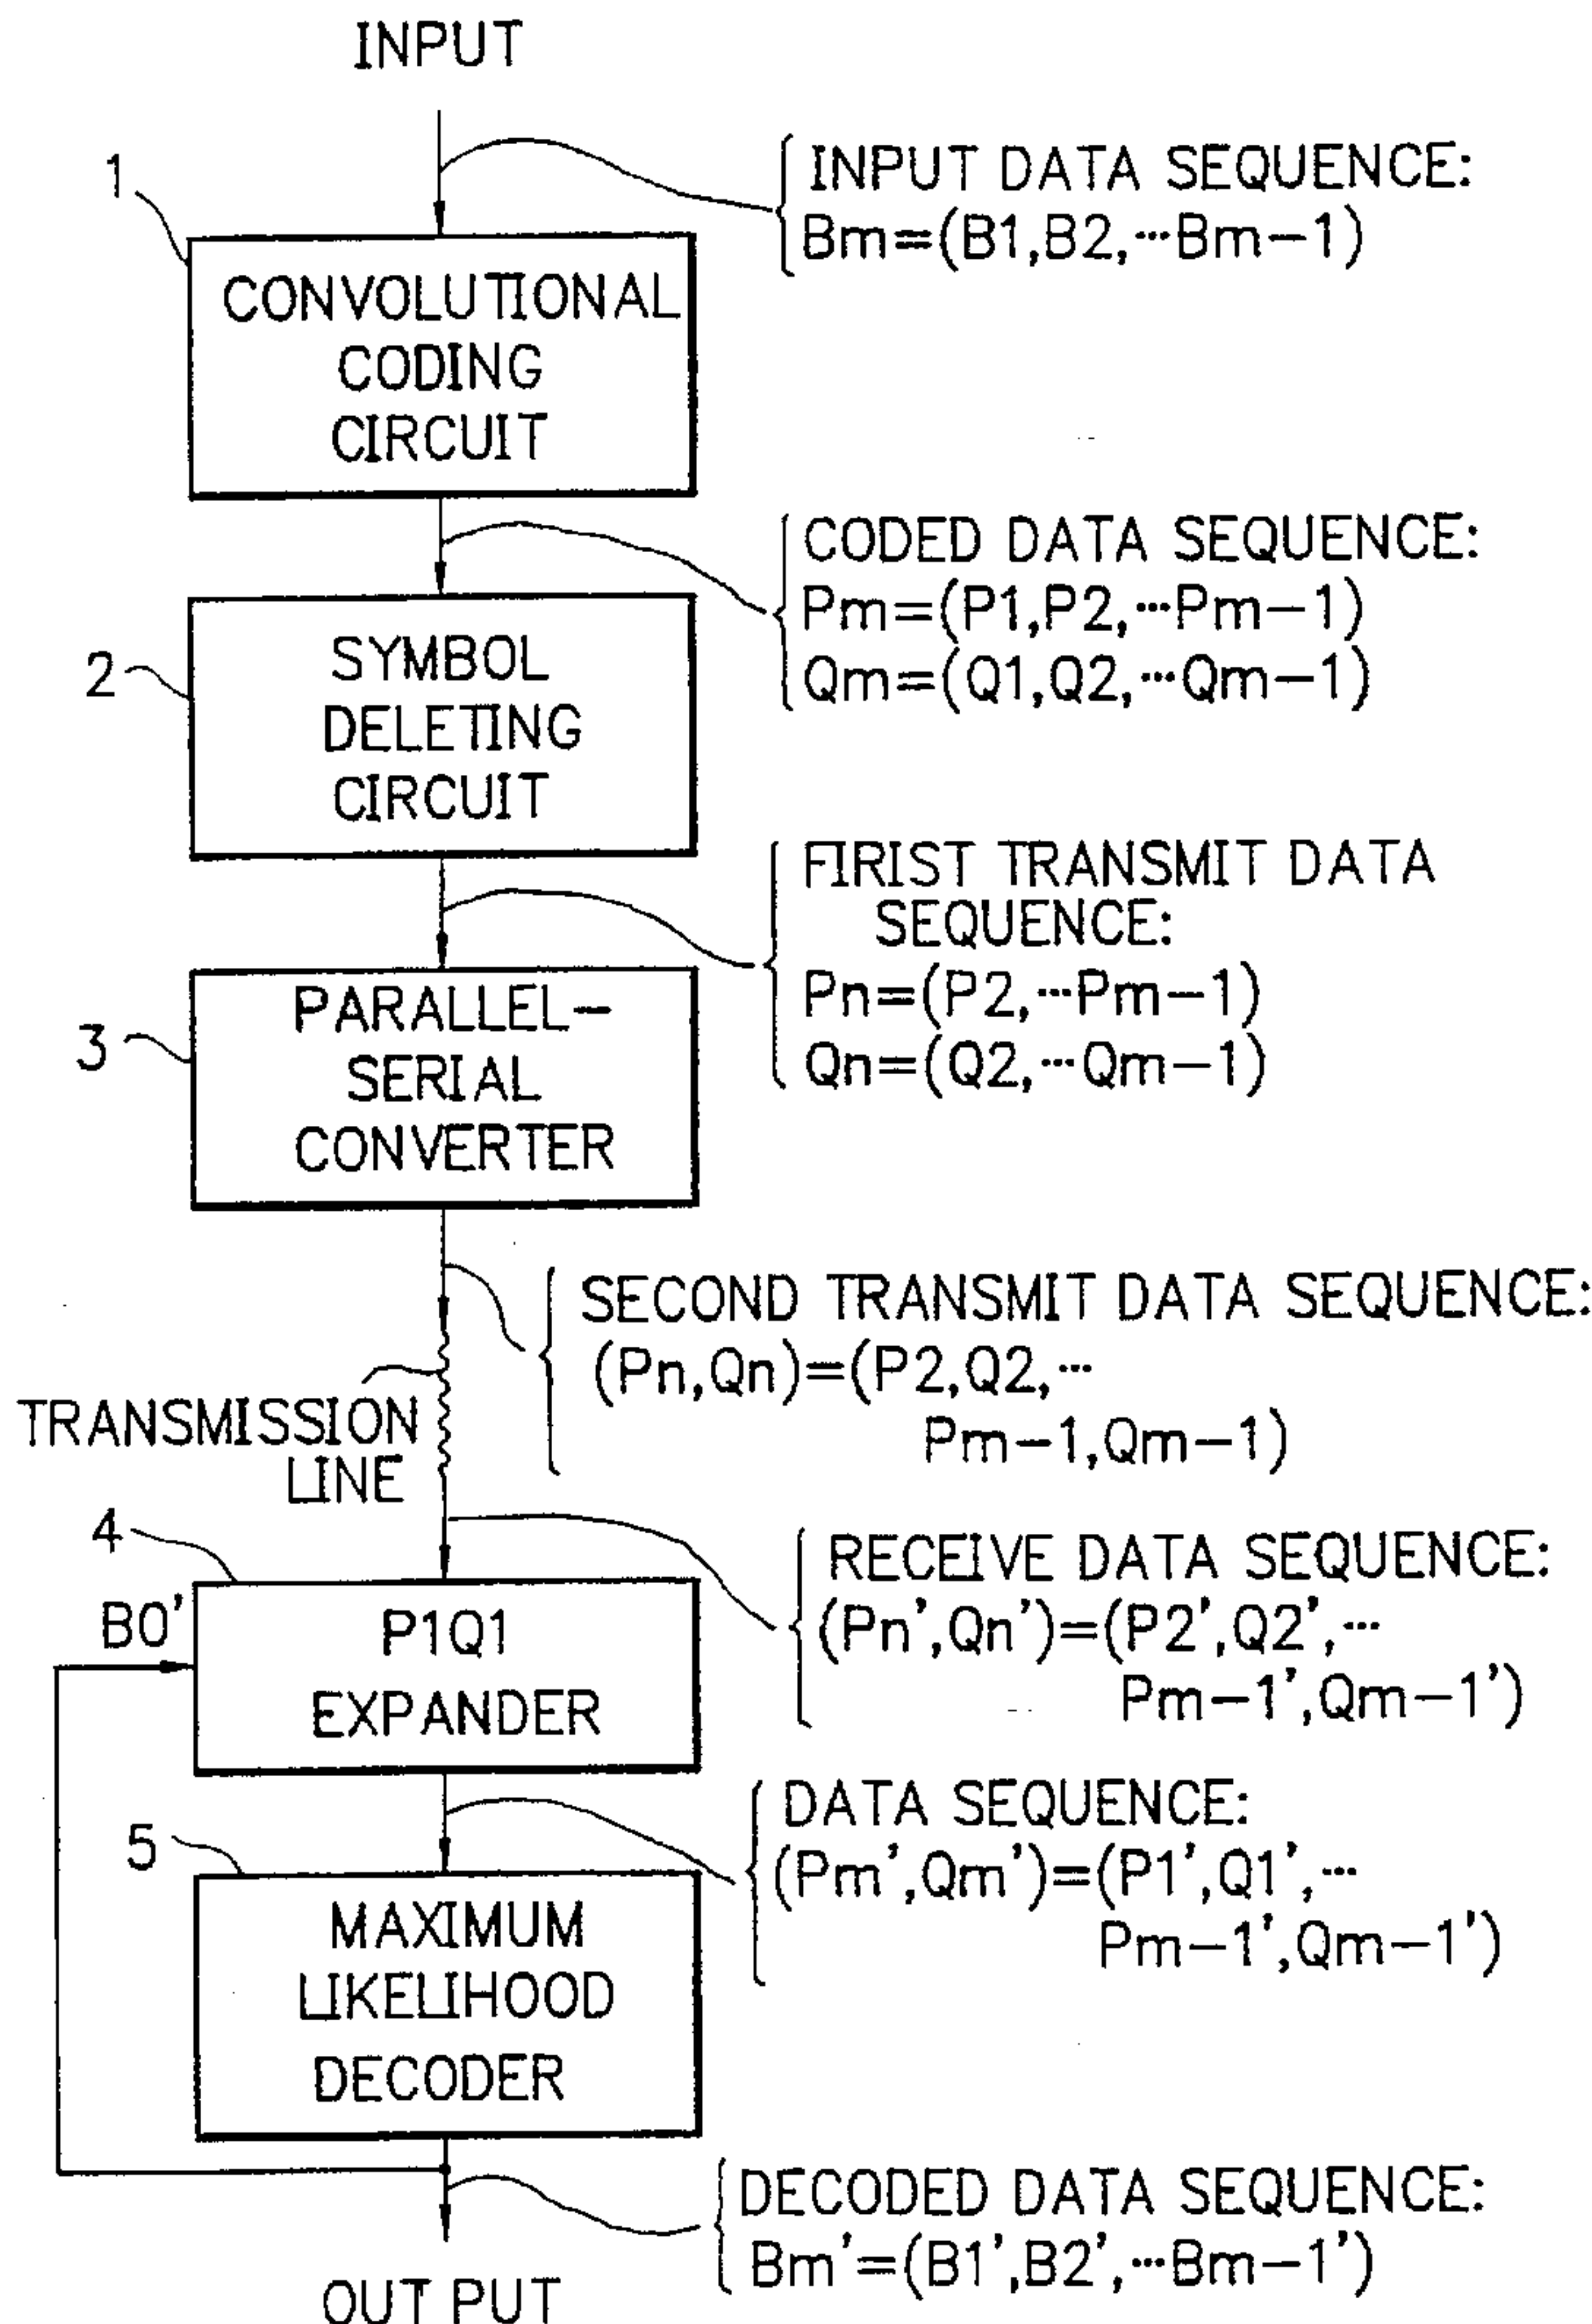 INPUT
1
INPUT DATA SEQUENCE:
Bm=(B1,B2,···Bm−1)
CONVOLUTIONAL
CODING
CIRCUIT
CODED DATA SEQUENCE:
Pm=(P1,P2,···Pm−1)
Qm=(Q1,Q2,···Qm−1)
2
SYMBOL
DELETING
CIRCUIT
FIRIST TRANSMIT DATA
SEQUENCE:
Pn=(P2,···Pm−1)
Qn=(Q2,···Qm−1)
3
PARALLEL−
SERIAL
CONVERTER
SECOND TRANSMIT DATA SEQUENCE:
(Pn,Qn)=(P2,Q2,···
Pm−1,Qm−1)
TRANSMISSION
LINE
4
RECEIVE DATA SEQUENCE:
(Pn',Qn')=(P2',Q2',···
Pm−1',Qm−1')
B0'
P1Q1
EXPANDER
DATA SEQUENCE:
(Pm',Qm')=(P1',Q1',···
Pm−1',Qm−1')
5
MAXIMUM
LIKELIHOOD
DECODER
DECODED DATA SEQUENCE:
Bm'=(B1',B2',···Bm−1')
OUT PUT